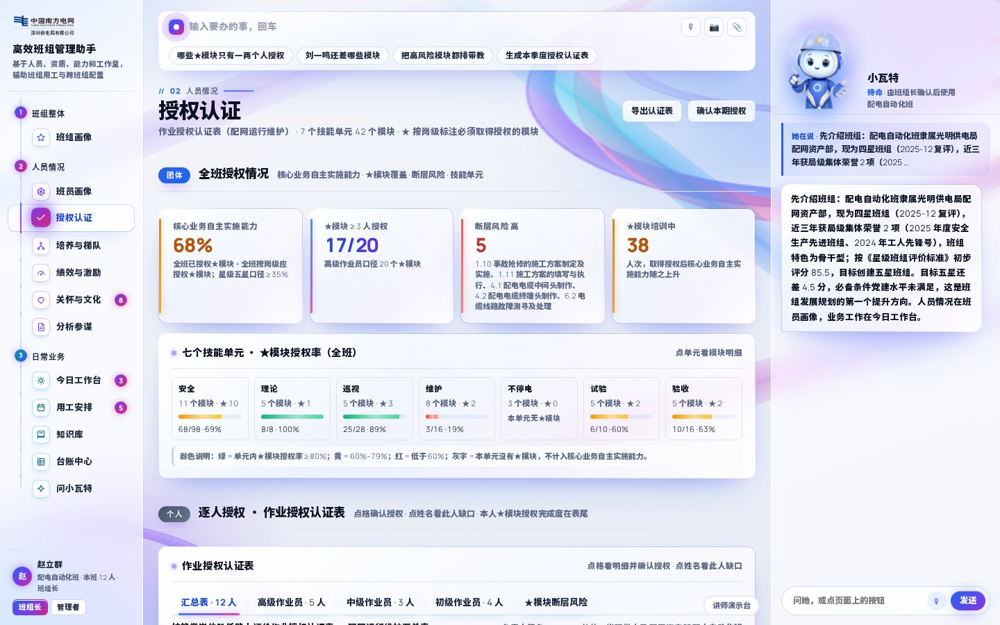 中国南方电网
CHINA SOUTHERN POWER GRID
深圳供电局有限公司
高效班组管理助手
基于人员、资质、能力和工作量，
辅助班组用工与跨班组配置
1 班组整体
班组画像
2 人员情况
班员画像
授权认证
培养与梯队
绩效与激励
关怀与文化 8
分析参谋
3 日常业务
今日工作台 3
用工安排 5
知识库
台账中心
问小瓦特
赵
赵立群
配电自动化班 · 本班 12 人 ·
班组长
班组长 管理者
输入要办的事，回车
哪些★模块只有一两个人授权 刘一鸣还差哪些模块 把高风险模块都排带教 生成本季度授权认证表
// 02 人员情况
授权认证
导出认证表 确认本期授权
作业授权认证表（配网运行维护） · 7 个技能单元 42 个模块 · ★ 按岗级标注必须取得授权的模块
团体 全班授权情况 核心业务自主实施能力 · ★模块覆盖 · 断层风险 · 技能单元
核心业务自主实施能力
68%
全班已授权★模块 ÷ 全班按岗级应
授权★模块；星级五星口径 ≥ 35%
★模块 ≥ 3 人授权
17/20
高级作业员口径 20 个★模块
断层风险 高
5
1.10 事故抢修的施工方案制定及
实施、1.11 施工方案的填写与执
行、4.1 配电电缆中间头制作、
4.2 配电电缆终端头制作、6.2 电
缆线路故障测寻及处理
★模块培训中
38
人次，取得授权后核心业务自主实
施能力随之上升
七个技能单元 · ★模块授权率（全班） 点单元看模块明细
安全
11 个模块 · ★ 10
68/98 · 69%
理论
5 个模块 · ★ 1
8/8 · 100%
巡视
5 个模块 · ★ 3
25/28 · 89%
维护
8 个模块 · ★ 2
3/16 · 19%
不停电
3 个模块 · ★ 0
本单元无★模块
试验
5 个模块 · ★ 2
6/10 · 60%
验收
5 个模块 · ★ 2
10/16 · 63%
颜色说明：绿 = 单元内★模块授权率 ≥ 80%；黄 = 60%–79%；红 = 低于 60%；灰字 = 本单元没有★模块，不计入核心业务自主实施能力。
个人 逐人授权 · 作业授权认证表 点格确认授权 · 点姓名看此人缺口 · 本人★模块授权完成度在表尾
作业授权认证表 点格看明细并确认授权 · 点姓名看此人缺口
汇总表 · 12 人 高级作业员 · 5 人 中级作业员 · 3 人 初级作业员 · 4 人 ★模块断层风险
讲师演示台
小瓦特
待命 · 由班组长确认后使用
配电自动化班
她在说 · 先介绍班组：配电自动化班隶属光明供电局
配网资产部，现为四星班组（2025-12 复评），近三
年获局级集体荣誉 2 项（2025 …
先介绍班组：配电自动化班隶属光明供电局配
网资产部，现为四星班组（2025-12 复评），
近三年获局级集体荣誉 2 项（2025 年度安全
生产先进班组、2024 年工人先锋号），班组
特色为骨干型；按《星级班组评价标准》初步
评分 85.5，目标创建五星班组。目标五星还
差 4.5 分，必备条件党建水平未满足，这是班
组发展规划的第一个提升方向。人员情况在班
员画像，业务工作在今日工作台。
问她，或点页面上的按钮 发送